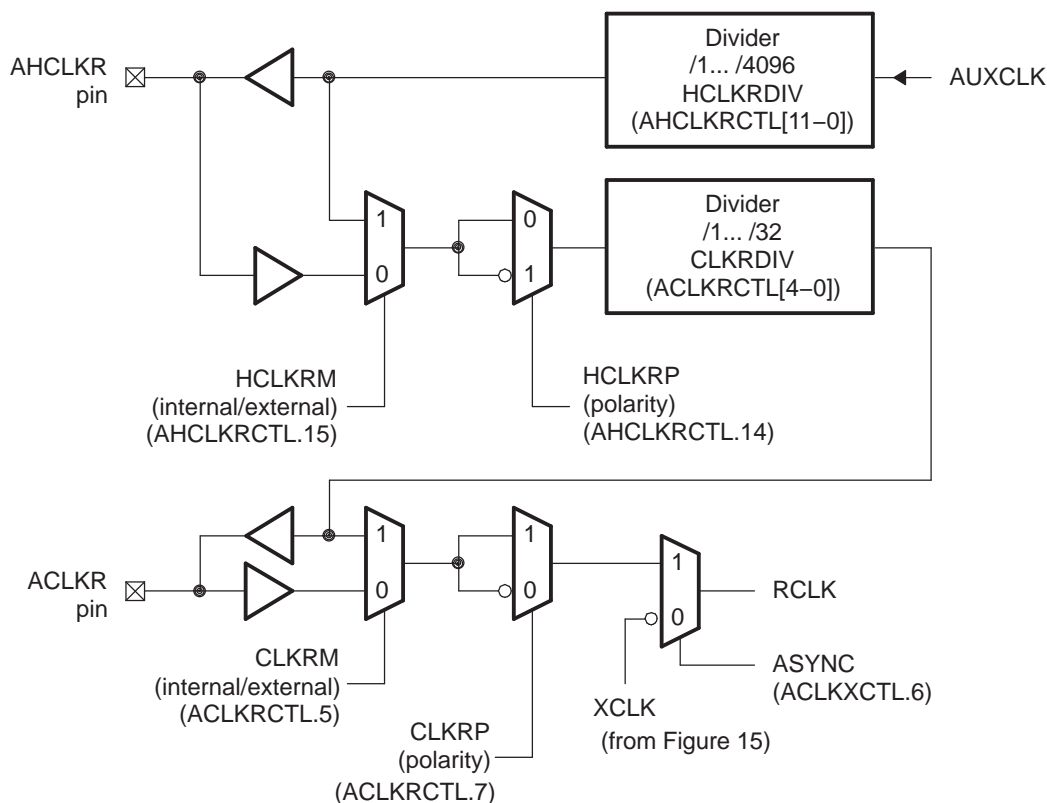 AHCLKR
pin
Divider
/1... /4096
HCLKRDIV
(AHCLKRCTL[11−0])
AUXCLK
1
0
0
1
Divider
/1... /32
CLKRDIV
(ACLKRCTL[4−0])
HCLKRM
(internal/external)
(AHCLKRCTL.15)
HCLKRP
(polarity)
(AHCLKRCTL.14)
ACLKR
pin
1
0
1
0
1
0
RCLK
CLKRM
(internal/external)
(ACLKRCTL.5)
CLKRP
(polarity)
(ACLKRCTL.7)
XCLK
(from Figure 15)
ASYNC
(ACLKXCTL.6)